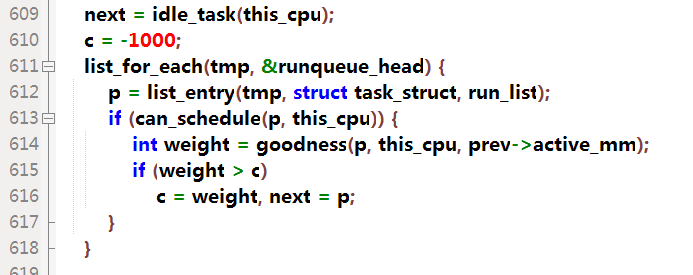 609 next = idle_task(this_cpu);
610 c = -1000;
611 list_for_each(tmp, &runqueue_head) {
612 p = list_entry(tmp, struct task_struct, run_list);
613 if (can_schedule(p, this_cpu)) {
614 int weight = goodness(p, this_cpu, prev->active_mm);
615 if (weight > c)
616 c = weight, next = p;
617 }
618 }
619